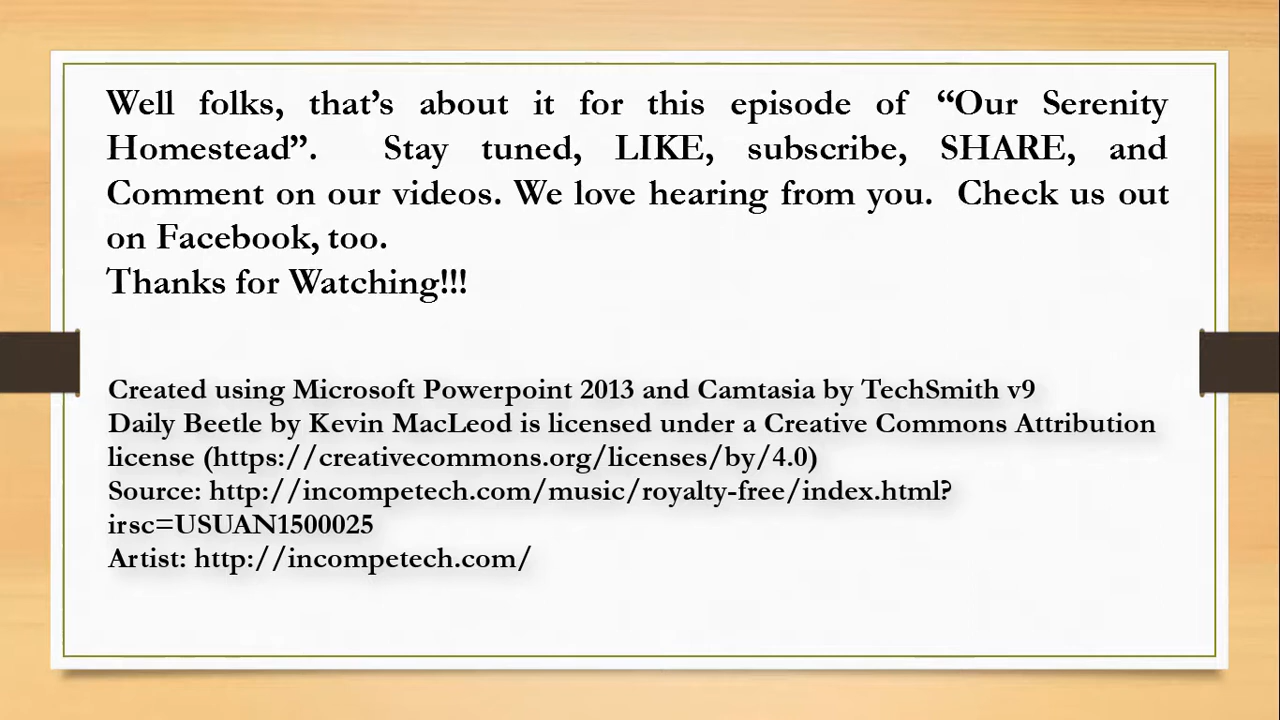 Well folks, that’s about it for this episode of “Our Serenity
Homestead”.  Stay tuned, LIKE, subscribe, SHARE, and
Comment on our videos. We love hearing from you.  Check us out
on Facebook, too.
Thanks for Watching!!!
Created using Microsoft Powerpoint 2013 and Camtasia by TechSmith v9
Daily Beetle by Kevin MacLeod is licensed under a Creative Commons Attribution
license (https://creativecommons.org/licenses/by/4.0)
Source: http://incompetech.com/music/royalty-free/index.html?
irsc=USUAN1500025
Artist: http://incompetech.com/